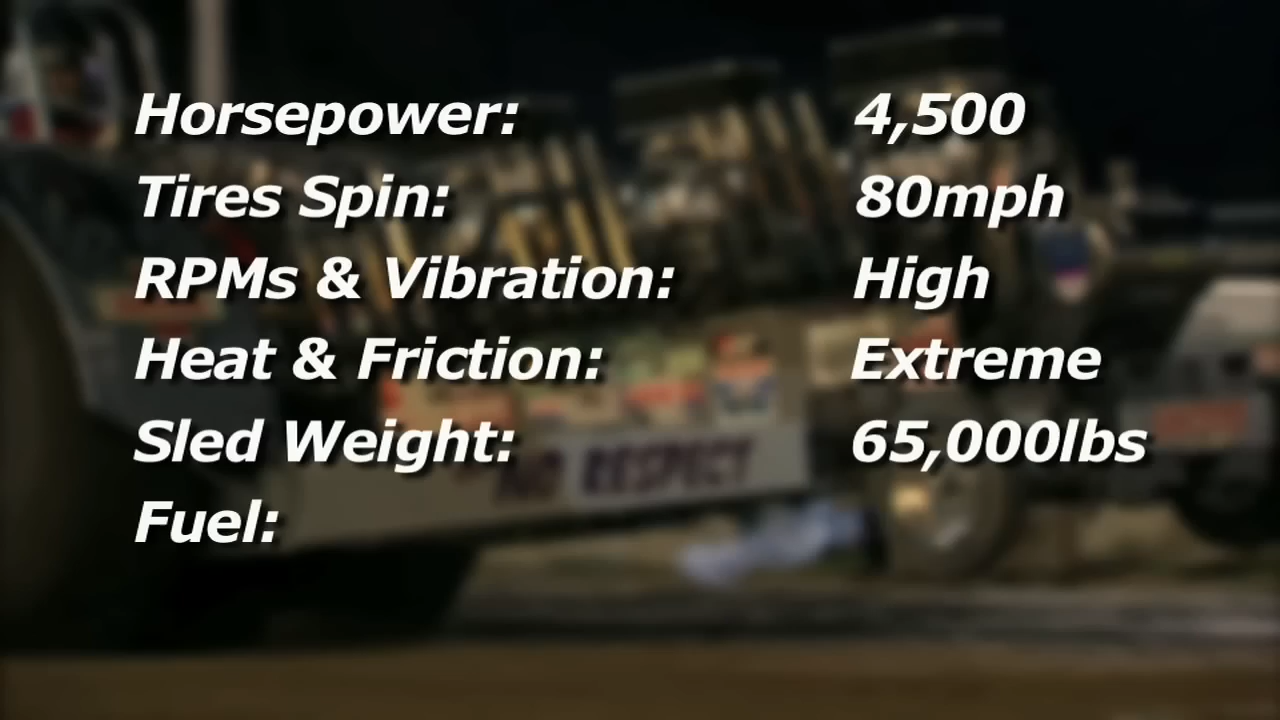 Horsepower: 4,500
Tires Spin: 80mph
RPMs & Vibration: High
Heat & Friction: Extreme
Sled Weight: 65,000lbs
Fuel:
NO RESPECT